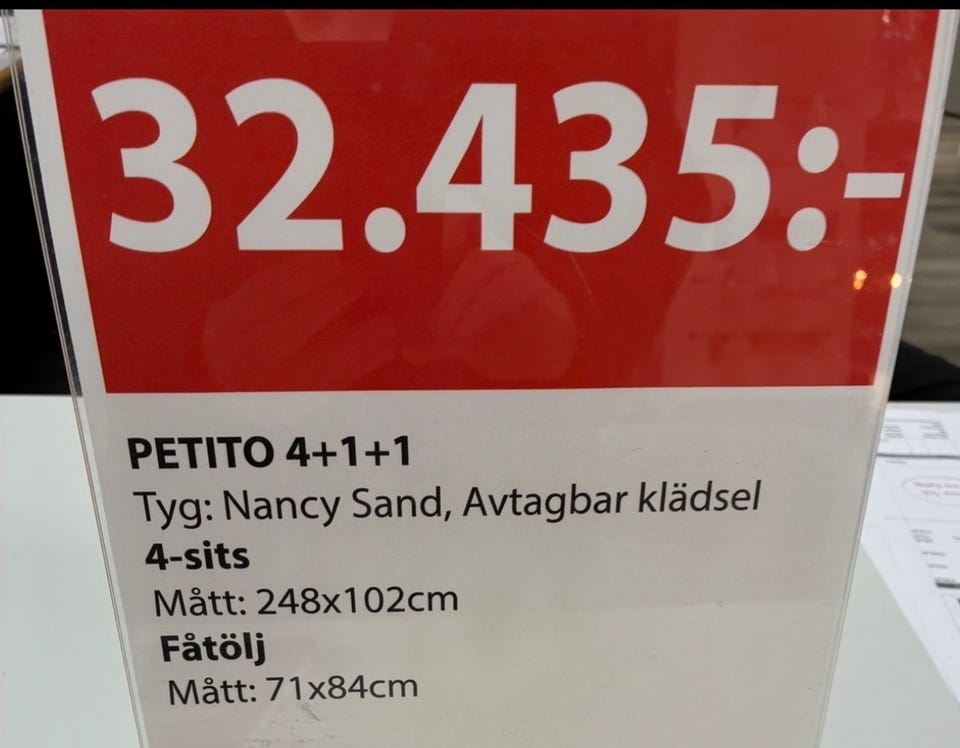 32.435:-
PETITO 4+1+1
Tyg: Nancy Sand, Avtagbar klädsel
4-sits
Mått: 248x102cm
Fåtölj
Mått: 71x84cm